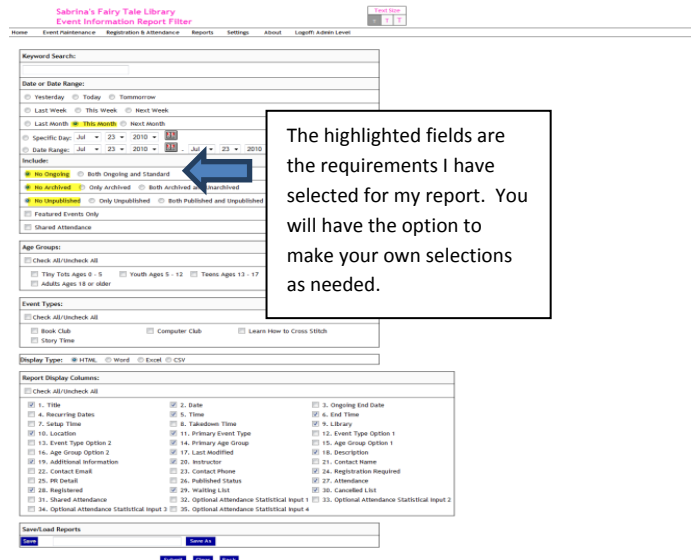 Sabrina's Fairy Tale Library
Event Information Report Filter
Text Size
- T T
Home Event Maintenance Registration & Attendance Reports Settings About Logoff: Admin Level
Keyword Search:
Date or Date Range:
Yesterday Today Tommorrow
Last Week This Week Next Week
Last Month This Month Next Month
Specific Day: Jul 23 2010
Date Range: Jul 23 2010 - Jul 23 2010
Include:
No Ongoing Both Ongoing and Standard
No Archived Only Archived Both Archived and Unarchived
No Unpublished Only Unpublished Both Published and Unpublished
Featured Events Only
Shared Attendance
The highlighted fields are
the requirements I have
selected for my report. You
will have the option to
make your own selections
as needed.
Age Groups:
Check All/Uncheck All
Tiny Tots Ages 0 - 5 Youth Ages 5 - 12 Teens Ages 13 - 17
Adults Ages 18 or older
Event Types:
Check All/Uncheck All
Book Club Computer Club Learn How to Cross Stitch
Story Time
Display Type: HTML Word Excel CSV
Report Display Columns:
Check All/Uncheck All
1. Title 2. Date 3. Ongoing End Date
4. Recurring Dates 5. Time 6. End Time
7. Setup Time 8. Takedown Time 9. Library
10. Location 11. Primary Event Type 12. Event Type Option 1
13. Event Type Option 2 14. Primary Age Group 15. Age Group Option 1
16. Age Group Option 2 17. Last Modified 18. Description
19. Additional Information 20. Instructor 21. Contact Name
22. Contact Email 23. Contact Phone 24. Registration Required
25. PR Detail 26. Published Status 27. Attendance
28. Registered 29. Waiting List 30. Cancelled List
31. Shared Attendance 32. Optional Attendance Statistical Input 1 33. Optional Attendance Statistical Input 2
34. Optional Attendance Statistical Input 3 35. Optional Attendance Statistical Input 4
Save/Load Reports
Save Save As